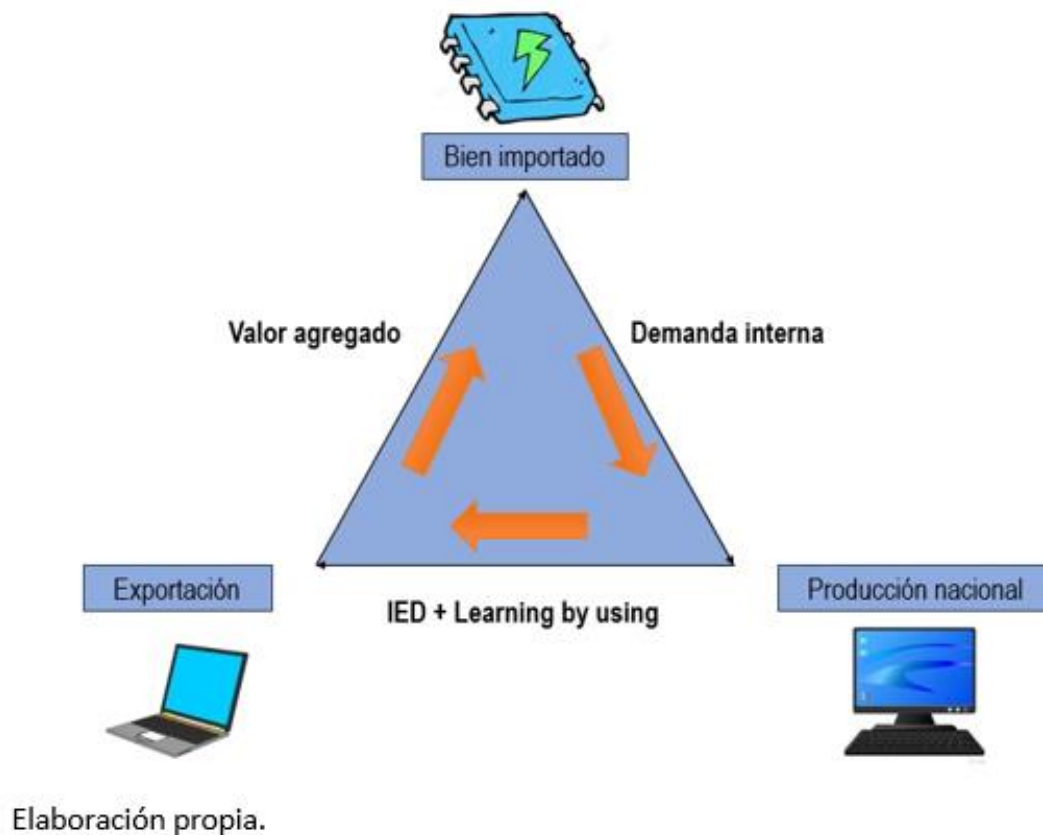 Bien importado
Valor agregado
Demanda interna
Exportación
Producción nacional
IED + Learning by using
Elaboración propia.